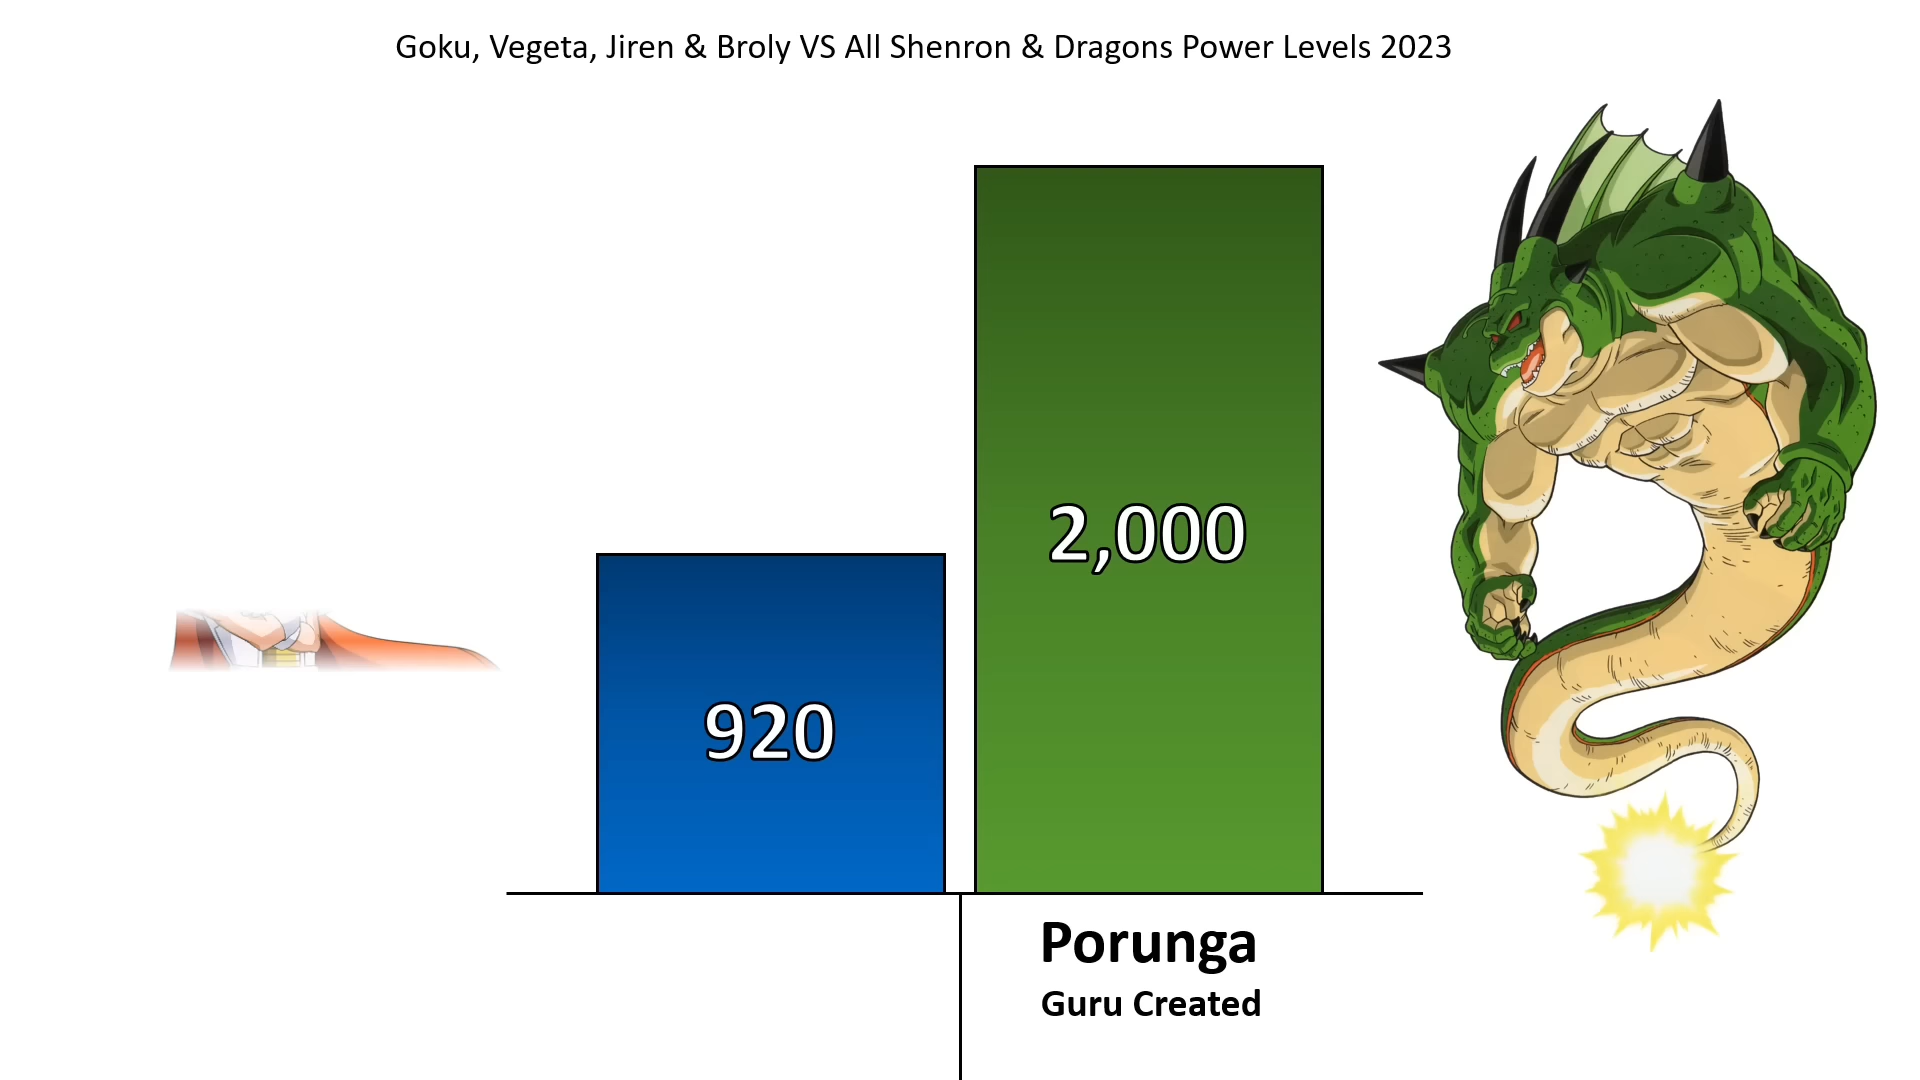 Goku, Vegeta, Jiren & Broly VS All Shenron & Dragons Power Levels 2023
2,000
920
Porunga
Guru Created